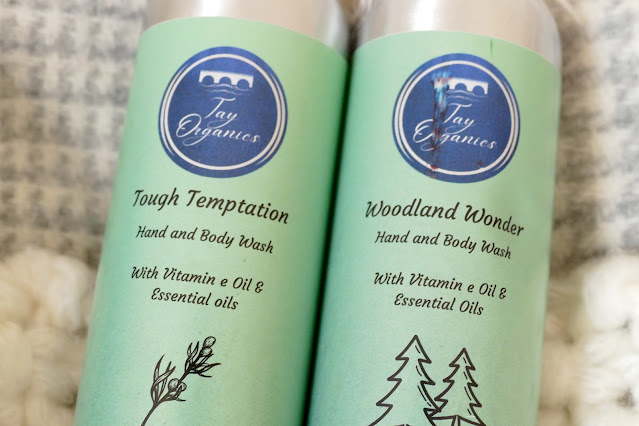 Tay
Organics
Tough Temptation
Hand and Body Wash
With Vitamin e Oil &
Essential oils
Tay
Organics
Woodland Wonder
Hand and Body Wash
With Vitamin e Oil &
Essential Oils